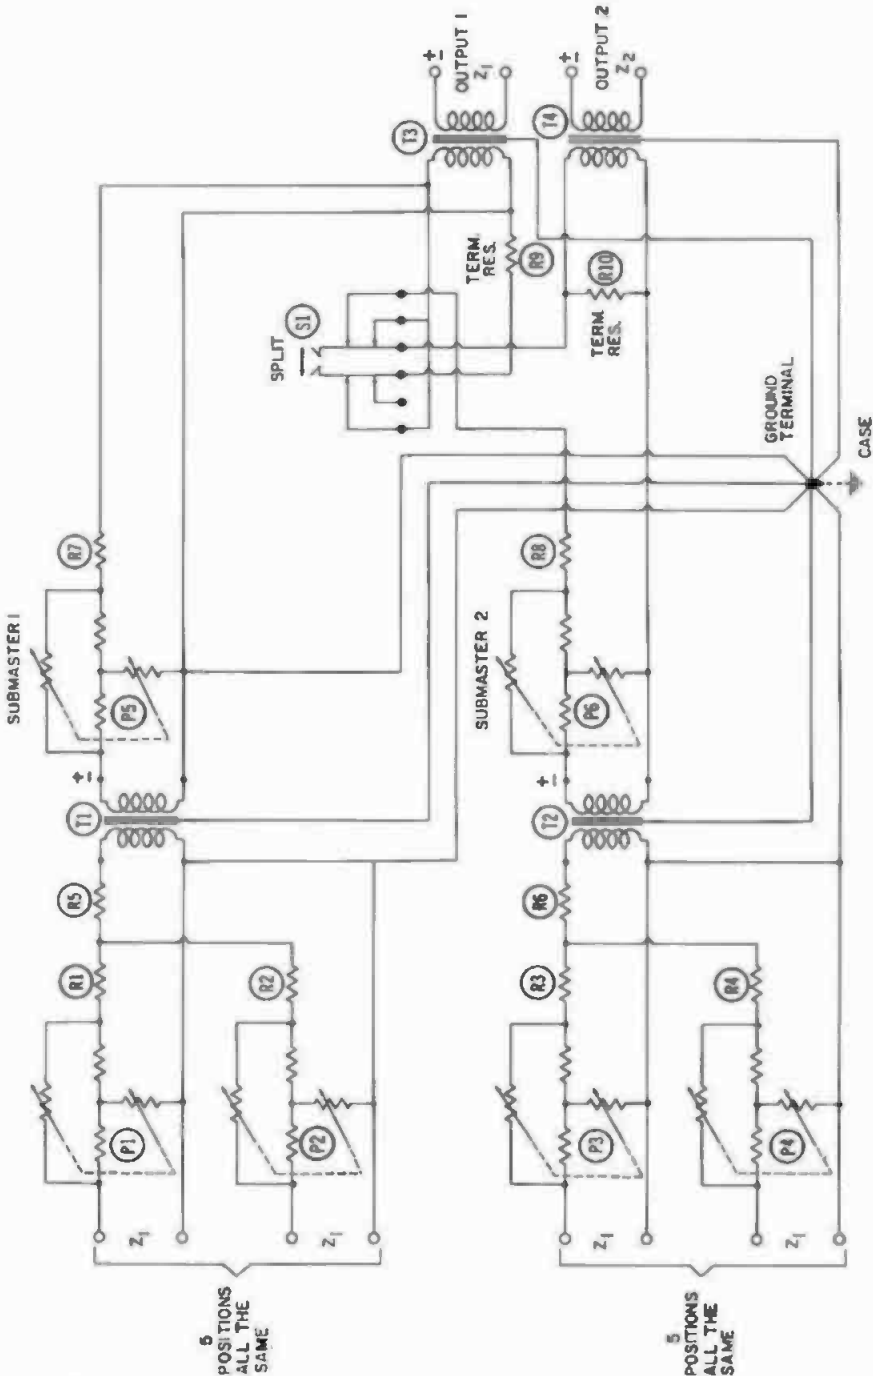 OUTPUT 1
±
Z1
OUTPUT 2
±
Z2
T3
T4
TERM.
RES.
R9
R10
TERM
RES.
SPLIT
S1
GROUND
TERMINAL
CASE
SUBMASTER 1
R7
P5
±
T1
R5
R1
R2
P1
P2
Z1
Z1
5
POSITIONS
ALL THE
SAME
SUBMASTER 2
R8
P6
±
T2
R6
R3
R4
P3
P4
Z1
Z1
5
POSITIONS
ALL THE
SAME